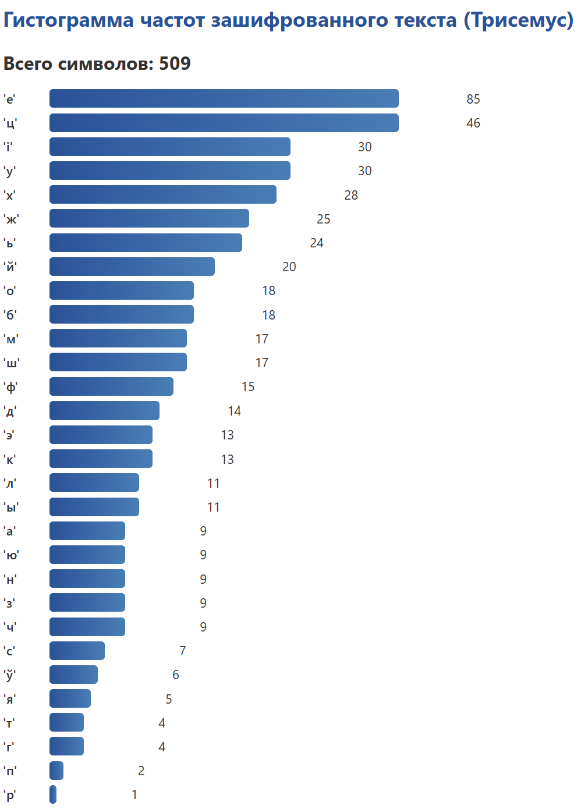 Гистограмма частот зашифрованного текста (Трисемус)
Всего символов: 509
'е' 85
'ц' 46
'і' 30
'у' 30
'х' 28
'ж' 25
'ь' 24
'й' 20
'о' 18
'б' 18
'м' 17
'ш' 17
'ф' 15
'д' 14
'э' 13
'к' 13
'л' 11
'ы' 11
'а' 9
'ю' 9
'н' 9
'з' 9
'ч' 9
'с' 7
'ў' 6
'я' 5
'т' 4
'г' 4
'п' 2
'р' 1